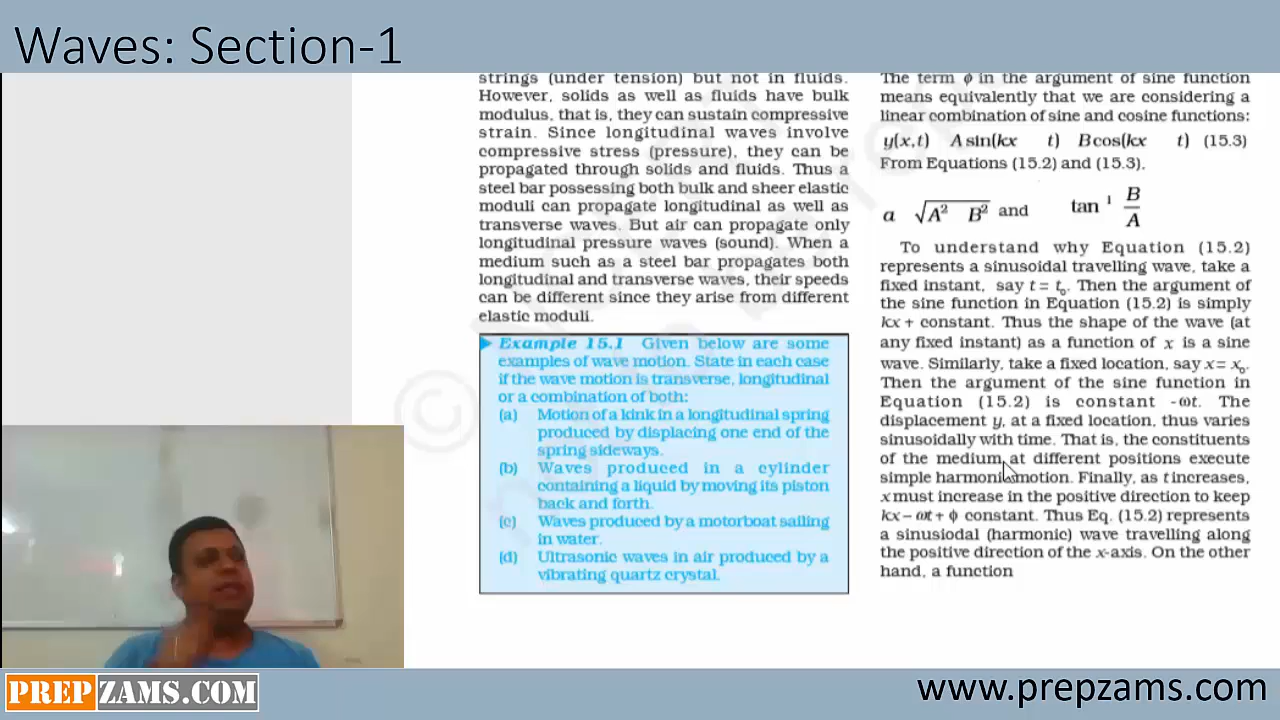 Waves: Section-1
strings (under tension) but not in fluids.
However, solids as well as fluids have bulk
modulus, that is, they can sustain compressive
strain. Since longitudinal waves involve
compressive stress (pressure), they can be
propagated through solids and fluids. Thus a
steel bar possessing both bulk and sheer elastic
moduli can propagate longitudinal as well as
transverse waves. But air can propagate only
longitudinal pressure waves (sound). When a
medium such as a steel bar propagates both
longitudinal and transverse waves, their speeds
can be different since they arise from different
elastic moduli.
Example 15.1 Given below are some
examples of wave motion. State in each case
if the wave motion is transverse, longitudinal
or a combination of both:
(a) Motion of a kink in a longitudinal spring
produced by displacing one end of the
spring sideways.
(b) Waves produced in a cylinder
containing a liquid by moving its piston
back and forth.
(c) Waves produced by a motorboat sailing
in water.
(d) Ultrasonic waves in air produced by a
vibrating quartz crystal.
The term ϕ in the argument of sine function
means equivalently that we are considering a
linear combination of sine and cosine functions:
y(x,t) A sin(kx t) B cos(kx t) (15.3)
From Equations (15.2) and (15.3),
a √A² B² and tan ¹ B/A
To understand why Equation (15.2)
represents a sinusoidal travelling wave, take a
fixed instant, say t = t₀. Then the argument of
the sine function in Equation (15.2) is simply
kx + constant. Thus the shape of the wave (at
any fixed instant) as a function of x is a sine
wave. Similarly, take a fixed location, say x = x₀.
Then the argument of the sine function in
Equation (15.2) is constant -ωt. The
displacement y, at a fixed location, thus varies
sinusoidally with time. That is, the constituents
of the medium at different positions execute
simple harmonic motion. Finally, as t increases,
x must increase in the positive direction to keep
kx – ωt + ϕ constant. Thus Eq. (15.2) represents
a sinusiodal (harmonic) wave travelling along
the positive direction of the x-axis. On the other
hand, a function
PREPZAMS.COM
www.prepzams.com